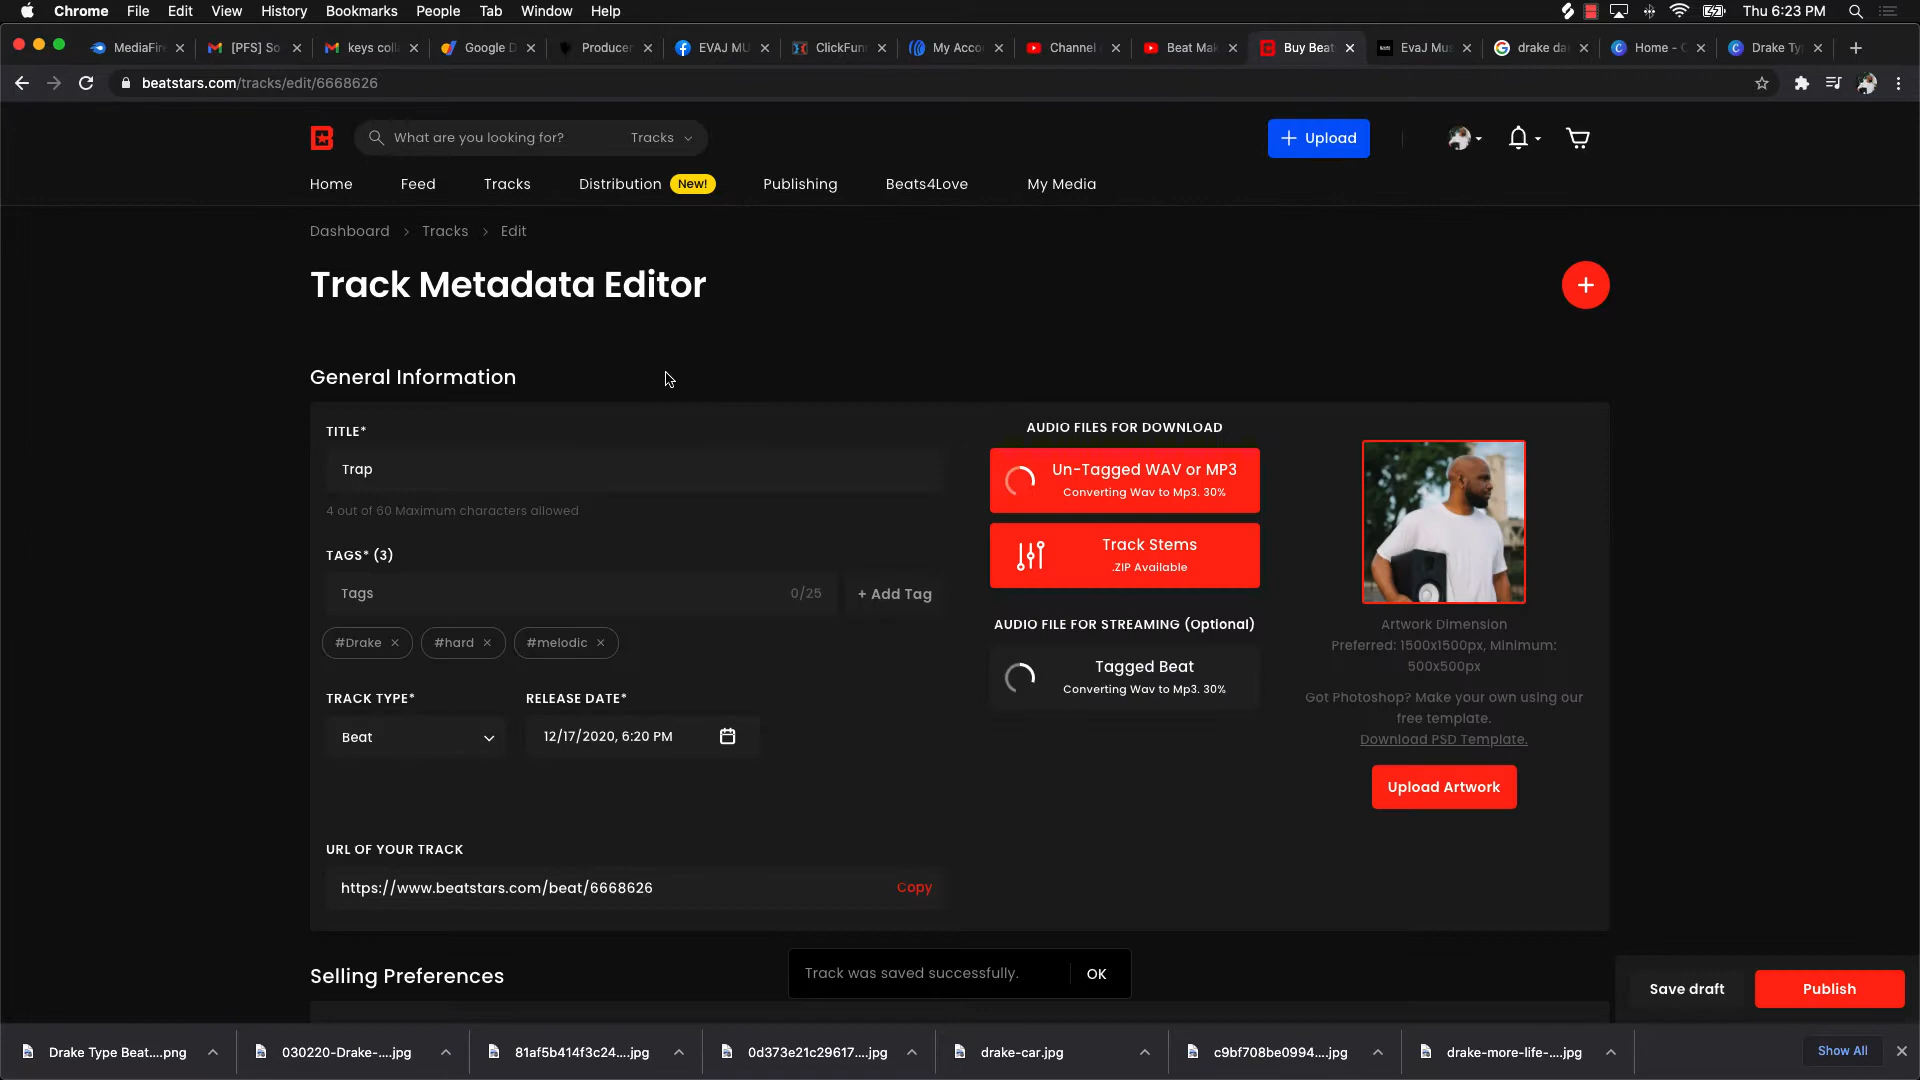 Chrome File Edit View History Bookmarks People Tab Window Help Thu 6:23 PM
MediaFir [PFS] So keys coll Google D Producer EVAJ MU ClickFun My Acco Channel Beat Mak Buy Beat EvaJ Mus drake da Home - C Drake Ty
beatstars.com/tracks/edit/6668626
What are you looking for? Tracks Upload
Home Feed Tracks Distribution New! Publishing Beats4Love My Media
Dashboard > Tracks > Edit
Track Metadata Editor
General Information
TITLE*
Trap
4 out of 60 Maximum characters allowed
TAGS* (3)
Tags 0/25 + Add Tag
#Drake × #hard × #melodic ×
TRACK TYPE* RELEASE DATE*
Beat 12/17/2020, 6:20 PM
URL OF YOUR TRACK
https://www.beatstars.com/beat/6668626 Copy
AUDIO FILES FOR DOWNLOAD
Un-Tagged WAV or MP3
Converting Wav to Mp3. 30%
Track Stems
.ZIP Available
AUDIO FILE FOR STREAMING (Optional)
Tagged Beat
Converting Wav to Mp3. 30%
Artwork Dimension
Preferred: 1500x1500px, Minimum:
500x500px
Got Photoshop? Make your own using our
free template.
Download PSD Template.
Upload Artwork
Selling Preferences
Track was saved successfully. OK
Save draft Publish
Drake Type Beat....png 030220-Drake-....jpg 81af5b414f3c24....jpg 0d373e21c29617....jpg drake-car.jpg c9bf708be0994....jpg drake-more-life-....jpg Show All